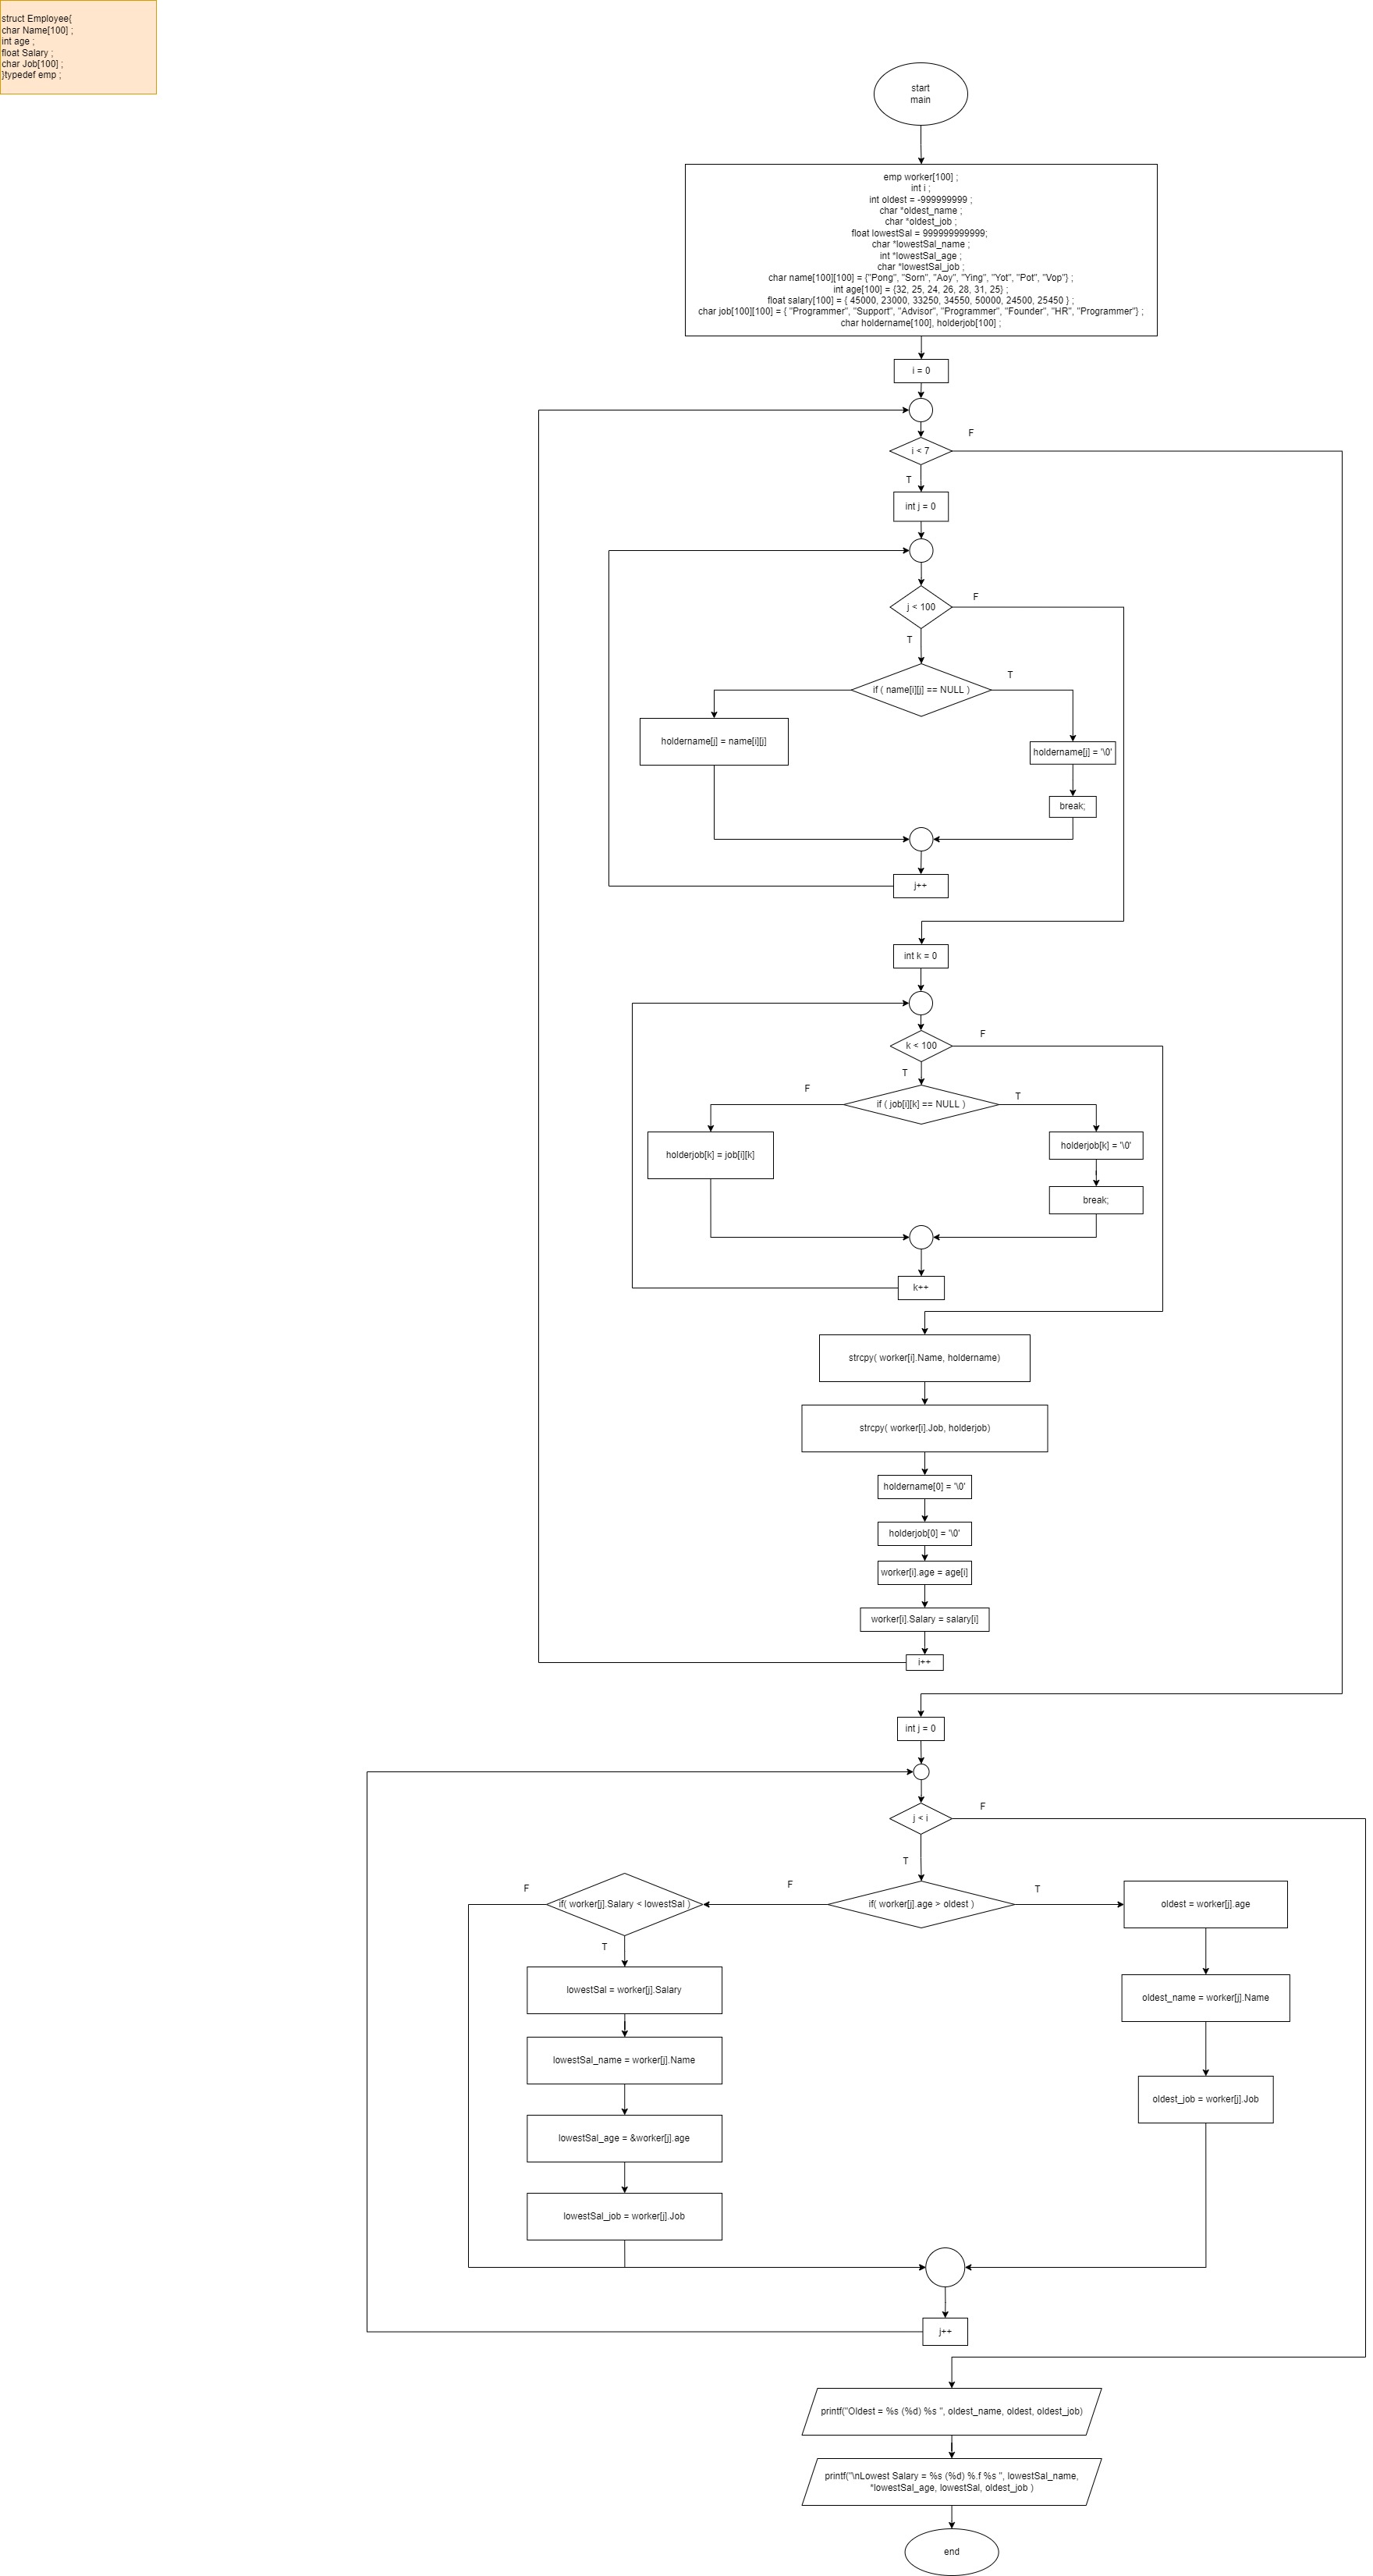 struct Employee{
char Name[100] ;
int age ;
float Salary ;
char Job[100] ;
}typedef emp ;
start
main
emp worker[100] ;
int i ;
int oldest = -999999999 ;
char *oldest_name ;
char *oldest_job ;
float lowestSal = 999999999999;
char *lowestSal_name ;
int *lowestSal_age ;
char *lowestSal_job ;
char name[100][100] = {"Pong", "Sorn", "Aoy", "Ying", "Yot", "Pot", "Vop"} ;
int age[100] = {32, 25, 24, 26, 28, 31, 25} ;
float salary[100] = { 45000, 23000, 33250, 34550, 50000, 24500, 25450 } ;
char job[100][100] = { "Programmer", "Support", "Advisor", "Programmer", "Founder", "HR", "Programmer"} ;
char holdername[100], holderjob[100] ;
i = 0
F
i < 7
T
int j = 0
F
j < 100
T
T
if ( name[i][j] == NULL )
holdername[j] = name[i][j]
holdername[j] = '\0'
break;
j++
int k = 0
F
k < 100
T
F
T
if ( job[i][k] == NULL )
holderjob[k] = '\0'
holderjob[k] = job[i][k]
break;
k++
strcpy( worker[i].Name, holdername)
strcpy( worker[i].Job, holderjob)
holdername[0] = '\0'
holderjob[0] = '\0'
worker[i].age = age[i]
worker[i].Salary = salary[i]
i++
int j = 0
F
j < i
T
F
F
T
if( worker[j].Salary < lowestSal )
if( worker[j].age > oldest )
oldest = worker[j].age
T
lowestSal = worker[j].Salary
oldest_name = worker[j].Name
lowestSal_name = worker[j].Name
oldest_job = worker[j].Job
lowestSal_age = &worker[j].age
lowestSal_job = worker[j].Job
j++
printf("Oldest = %s (%d) %s ", oldest_name, oldest, oldest_job)
printf("\nLowest Salary = %s (%d) %.f %s ", lowestSal_name,
*lowestSal_age, lowestSal, oldest_job )
end